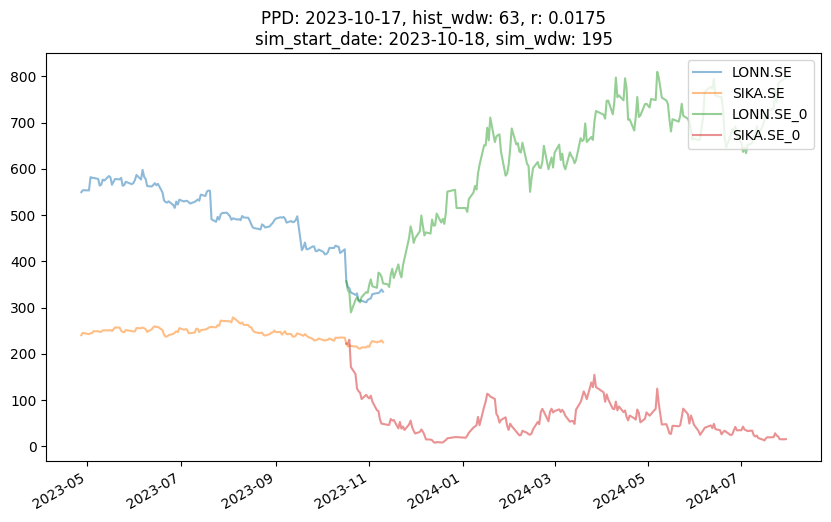 PPD: 2023-10-17, hist_wdw: 63, r: 0.0175
sim_start_date: 2023-10-18, sim_wdw: 195
LONN.SE
SIKA.SE
LONN.SE_0
SIKA.SE_0
800
700
600
500
400
300
200
100
0
2023-05
2023-07
2023-09
2023-11
2024-01
2024-03
2024-05
2024-07